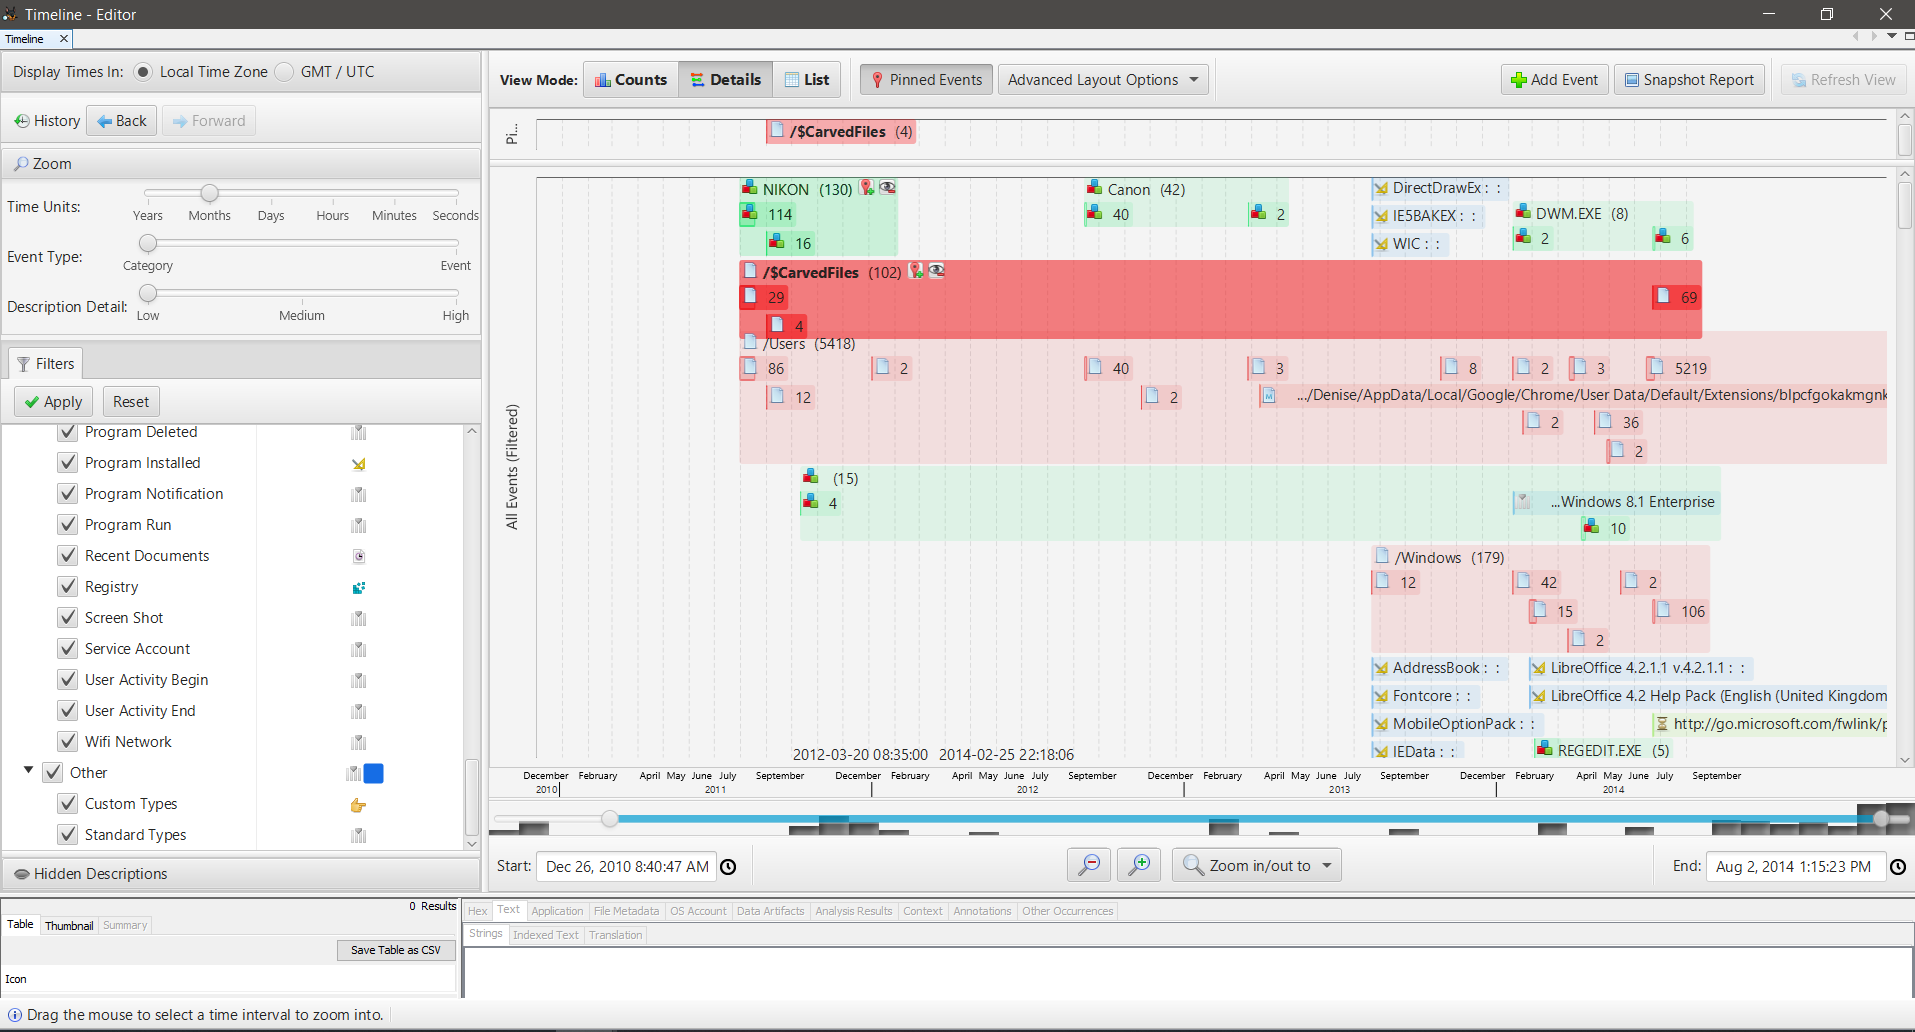 Timeline - Editor
Timeline
Display Times In: Local Time Zone GMT / UTC
History Back Forward
Zoom
Time Units:
Years Months Days Hours Minutes Seconds
Event Type:
Category Event
Description Detail:
Low Medium High
Filters
Apply Reset
Program Deleted
Program Installed
Program Notification
Program Run
Recent Documents
Registry
Screen Shot
Service Account
User Activity Begin
User Activity End
Wifi Network
Other
Custom Types
Standard Types
Hidden Descriptions
View Mode: Counts Details List Pinned Events Advanced Layout Options Add Event Snapshot Report Refresh View
Pi...
/$CarvedFiles (4)
All Events (Filtered)
NIKON (130) Canon (42) DirectDrawEx : :
114 40 2 IE5BAKEX : : DWM.EXE (8)
16 WIC : : 2 6
/$CarvedFiles (102)
29 69
4
/Users (5418)
86 2 40 3 8 2 3 5219
12 2 .../Denise/AppData/Local/Google/Chrome/User Data/Default/Extensions/blpcfgokakmgnk
2 36
2
(15)
4 ...Windows 8.1 Enterprise
10
/Windows (179)
12 42 2
15 106
2
AddressBook : : LibreOffice 4.2.1.1 v.4.2.1.1 : :
Fontcore : : LibreOffice 4.2 Help Pack (English (United Kingdom
MobileOptionPack : : http://go.microsoft.com/fwlink/p
IEData : : REGEDIT.EXE (5)
2012-03-20 08:35:00 2014-02-25 22:18:06
December February April May June July September December February April May June July September December February April May June July September December February April May June July September
2010 2011 2012 2013 2014
Start: Dec 26, 2010 8:40:47 AM Zoom in/out to End: Aug 2, 2014 1:15:23 PM
0 Results
Table Thumbnail Summary
Save Table as CSV
Icon
Hex Text Application File Metadata OS Account Data Artifacts Analysis Results Context Annotations Other Occurrences
Strings Indexed Text Translation
Drag the mouse to select a time interval to zoom into.